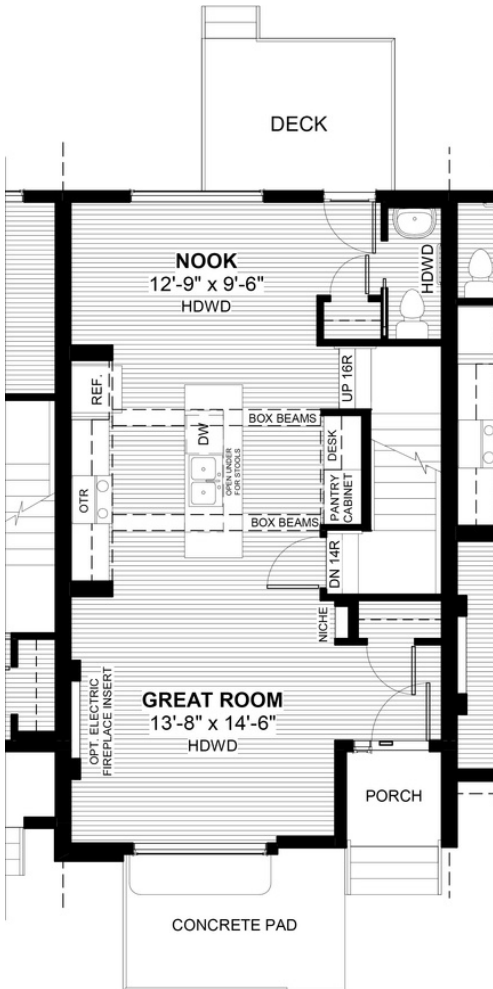 DECK
NOOK
12'-9" x 9'-6"
HDWD
HDWD
REF.
UP 16R
BOX BEAMS
DW
OPEN UNDER
FOR STOOLS
DESK
PANTRY
CABINET
OTR
BOX BEAMS
DN 14R
NICHE
OPT. ELECTRIC
FIREPLACE INSERT
GREAT ROOM
13'-8" x 14'-6"
HDWD
PORCH
CONCRETE PAD